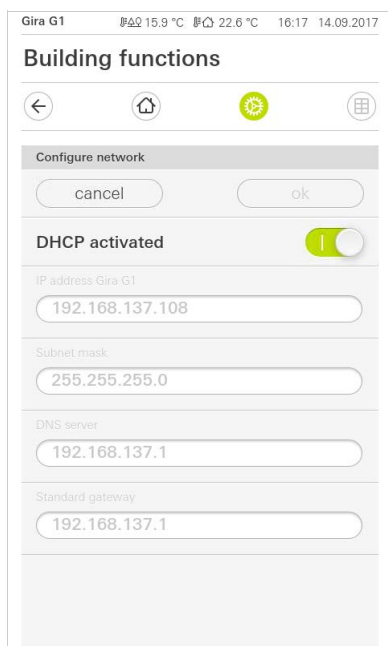 Gira G1 15.9 °C 22.6 °C 16:17 14.09.2017
Building functions
Configure network
cancel ok
DHCP activated
IP address Gira G1
192.168.137.108
Subnet mask
255.255.255.0
DNS server
192.168.137.1
Standard gateway
192.168.137.1